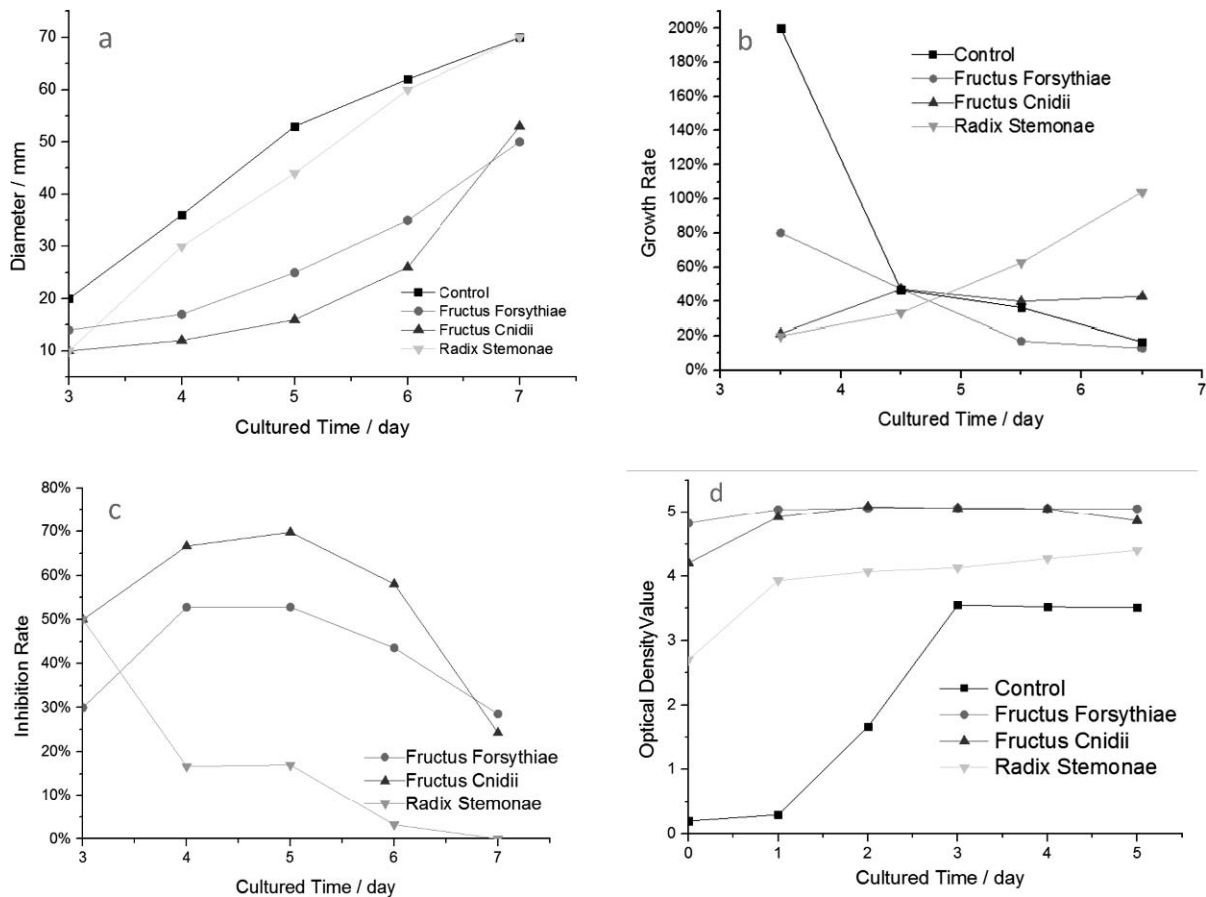 a
70
60
50
40
30
20
10
Diameter / mm
3 4 5 6 7
Cultured Time / day
Control
Fructus Forsythiae
Fructus Cnidii
Radix Stemonae
b
200%
180%
160%
140%
120%
100%
80%
60%
40%
20%
0%
Growth Rate
3 4 5 6 7
Cultured Time / day
Control
Fructus Forsythiae
Fructus Cnidii
Radix Stemonae
c
80%
70%
60%
50%
40%
30%
20%
10%
0%
Inhibition Rate
3 4 5 6 7
Cultured Time / day
Fructus Forsythiae
Fructus Cnidii
Radix Stemonae
d
5
4
3
2
1
0
Optical Density Value
0 1 2 3 4 5
Cultured Time / day
Control
Fructus Forsythiae
Fructus Cnidii
Radix Stemonae